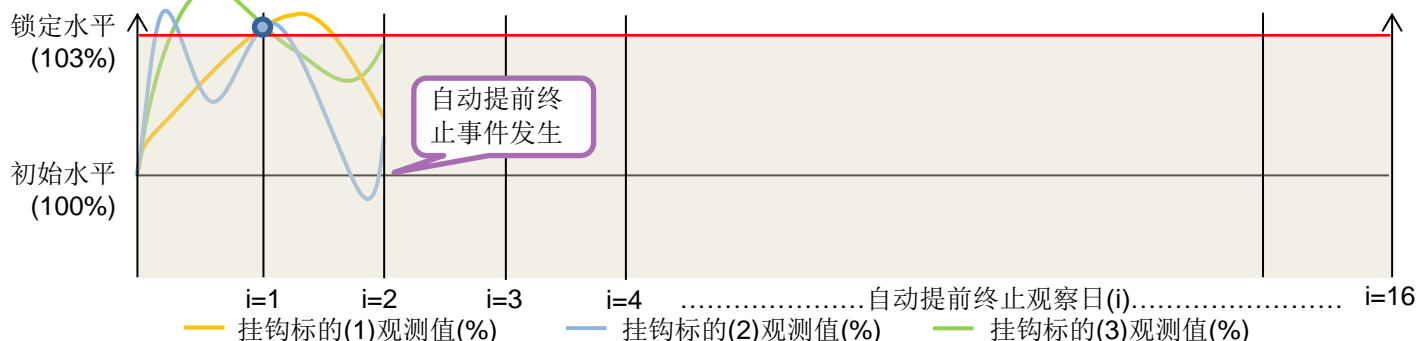 锁定水平
(103%)
自动提前终
止事件发生
初始水平
(100%)
i=1 i=2 i=3 i=4 …………………自动提前终止观察日(i)…………………… i=16
挂钩标的(1)观测值(%) 挂钩标的(2)观测值(%) 挂钩标的(3)观测值(%)